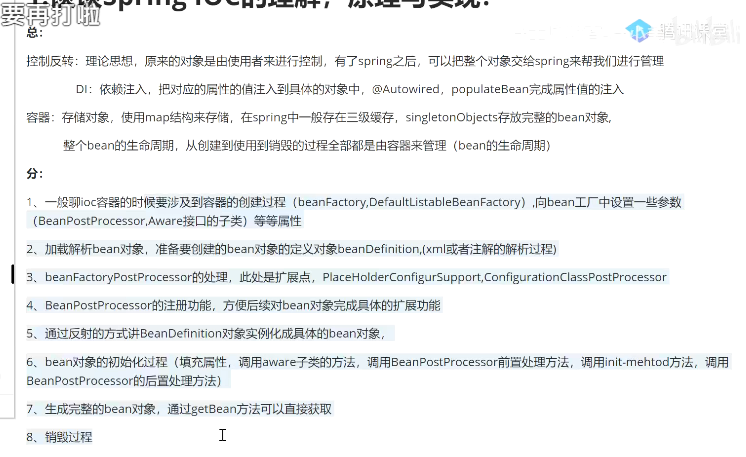 谈谈Spring IOC的理解，原理与实现？
要再打啦
总：
腾讯课堂
控制反转：理论思想，原来的对象是由使用者来进行控制，有了spring之后，可以把整个对象交给spring来帮我们进行管理
DI：依赖注入，把对应的属性的值注入到具体的对象中，@Autowired，populateBean完成属性值的注入
容器：存储对象，使用map结构来存储，在spring中一般存在三级缓存，singletonObjects存放完整的bean对象,
整个bean的生命周期，从创建到使用到销毁的过程全部都是由容器来管理（bean的生命周期）
分：
1、一般聊ioc容器的时候要涉及到容器的创建过程（beanFactory,DefaultListableBeanFactory）,向bean工厂中设置一些参数
（BeanPostProcessor,Aware接口的子类）等等属性
2、加载解析bean对象，准备要创建的bean对象的定义对象beanDefinition,(xml或者注解的解析过程)
3、beanFactoryPostProcessor的处理，此处是扩展点，PlaceHolderConfigurSupport,ConfigurationClassPostProcessor
4、BeanPostProcessor的注册功能，方便后续对bean对象完成具体的扩展功能
5、通过反射的方式讲BeanDefinition对象实例化成具体的bean对象，
6、bean对象的初始化过程（填充属性，调用aware子类的方法，调用BeanPostProcessor前置处理方法，调用init-mehtod方法，调用
BeanPostProcessor的后置处理方法）
7、生成完整的bean对象，通过getBean方法可以直接获取
8、销毁过程